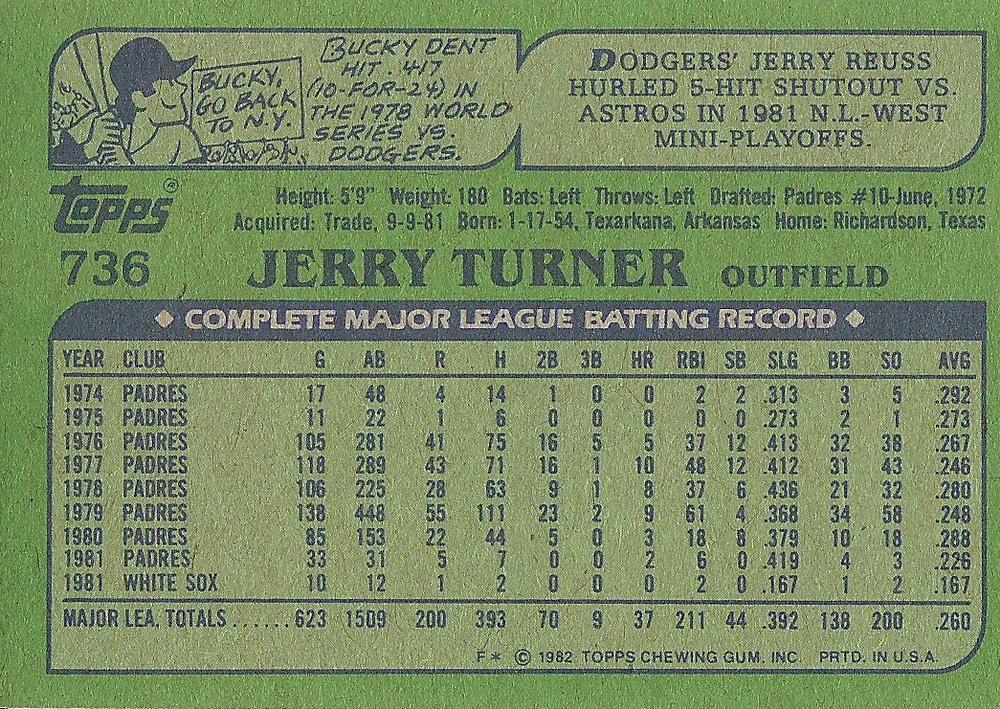 BUCKY,
GO BACK
TO N.Y.
BUCKY DENT
HIT .417
(10-FOR-24) IN
THE 1978 WORLD
SERIES VS.
DODGERS.
DODGERS' JERRY REUSS
HURLED 5-HIT SHUTOUT VS.
ASTROS IN 1981 N.L.-WEST
MINI-PLAYOFFS.
topps®
Height: 5'9" Weight: 180 Bats: Left Throws: Left Drafted: Padres #10-June, 1972
Acquired: Trade, 9-9-81 Born: 1-17-54, Texarkana, Arkansas Home: Richardson, Texas
736 JERRY TURNER OUTFIELD
◆ COMPLETE MAJOR LEAGUE BATTING RECORD ◆
YEAR CLUB G AB R H 2B 3B HR RBI SB SLG BB SO AVG
1974 PADRES 17 48 4 14 1 0 0 2 2 .313 3 5 .292
1975 PADRES 11 22 1 6 0 0 0 0 0 .273 2 1 .273
1976 PADRES 105 281 41 75 16 5 5 37 12 .413 32 38 .267
1977 PADRES 118 289 43 71 16 1 10 48 12 .412 31 43 .246
1978 PADRES 106 225 28 63 9 1 8 37 6 .436 21 32 .280
1979 PADRES 138 448 55 111 23 2 9 61 4 .368 34 58 .248
1980 PADRES 85 153 22 44 5 0 3 18 8 .379 10 18 .288
1981 PADRES/ 33 31 5 7 0 0 2 6 0 .419 4 3 .226
1981 WHITE SOX 10 12 1 2 0 0 0 2 0 .167 1 2 .167
MAJOR LEA. TOTALS ......623 1509 200 393 70 9 37 211 44 .392 138 200 .260
F* © 1982 TOPPS CHEWING GUM. INC. PRTD. IN U.S.A.